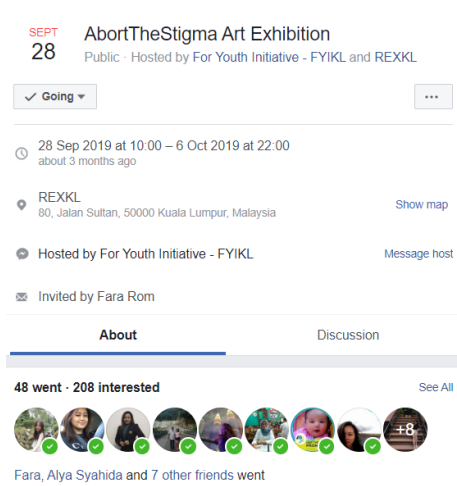 SEPT
28
AbortTheStigma Art Exhibition
Public · Hosted by For Youth Initiative - FYIKL and REXKL
Going
28 Sep 2019 at 10:00 – 6 Oct 2019 at 22:00
about 3 months ago
REXKL
80, Jalan Sultan, 50000 Kuala Lumpur, Malaysia
Show map
Hosted by For Youth Initiative - FYIKL
Message host
Invited by Fara Rom
About
Discussion
48 went · 208 interested
See All
+8
Fara, Alya Syahida and 7 other friends went